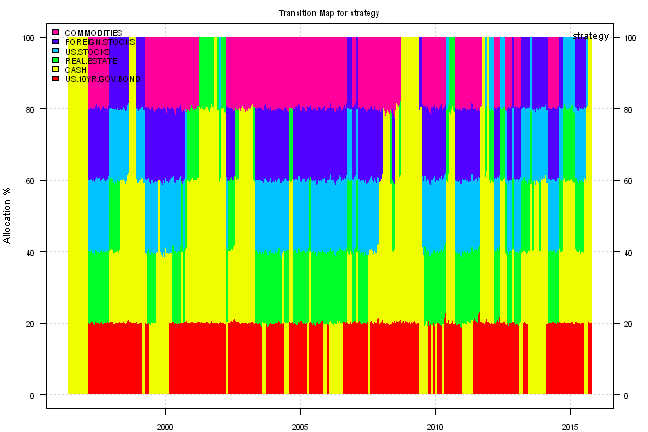 Transition Map for strategy
strategy
COMMODITIES
FOREIGN.STOCKS
US.STOCKS
REAL.ESTATE
CASH
US.10YR.GOV.BOND
Allocation %
100
80
60
40
20
0
100
80
60
40
20
0
2000
2005
2010
2015